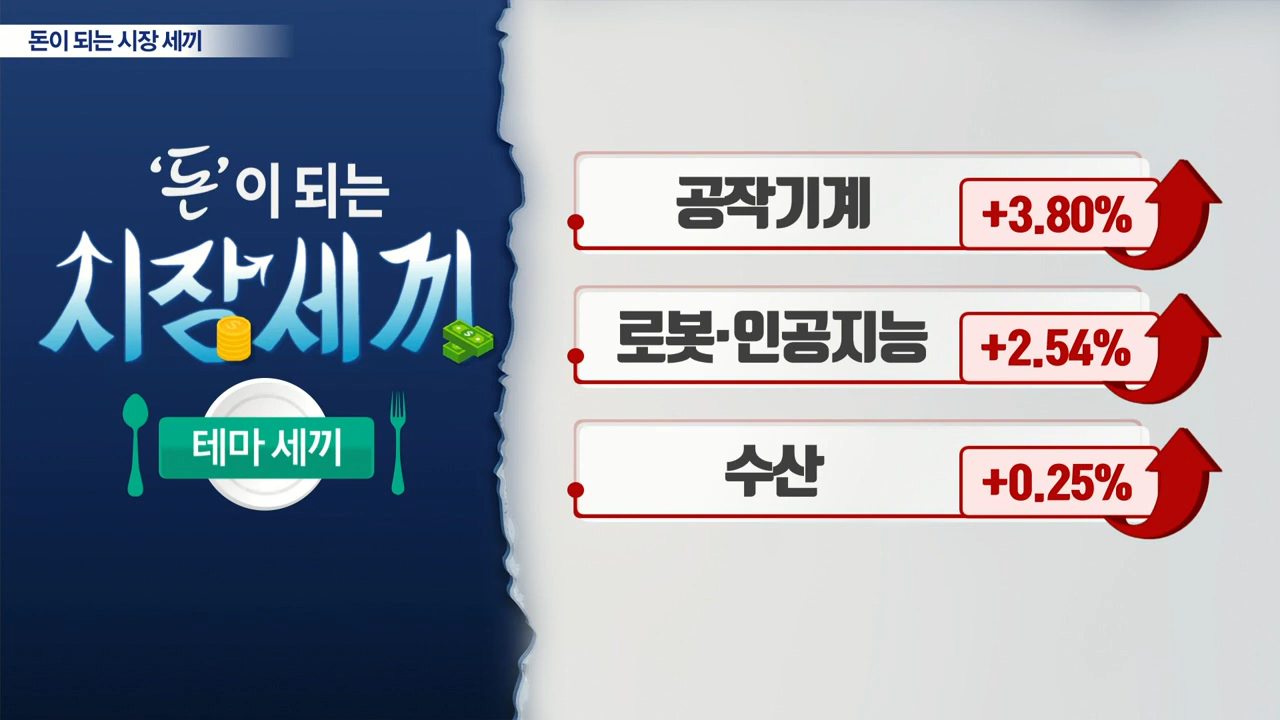 돈이 되는 시장 세끼
‘돈’이 되는
시장세끼
테마 세끼
공작기계
+3.80%
로봇·인공지능
+2.54%
수산
+0.25%